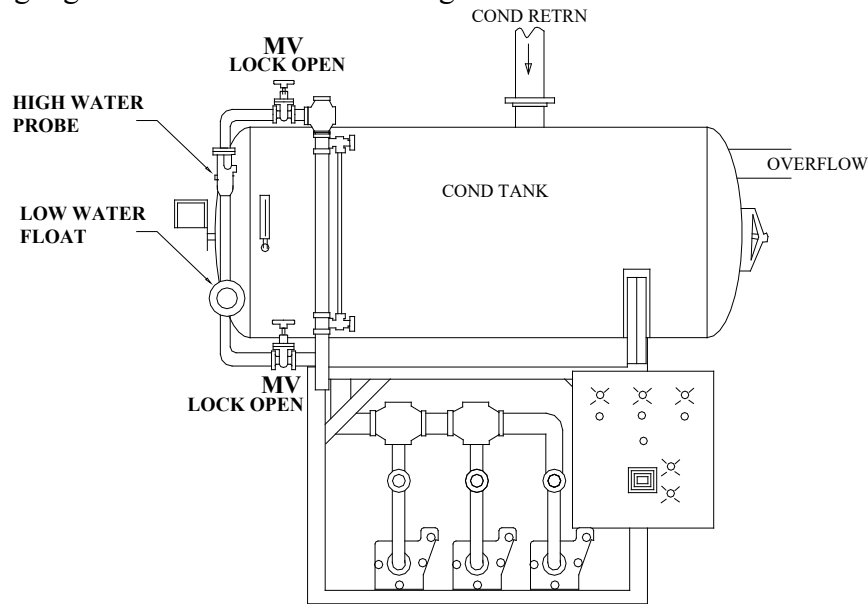 COND RETRN
MV
LOCK OPEN
HIGH WATER
PROBE
OVERFLOW
COND TANK
LOW WATER
FLOAT
MV
LOCK OPEN